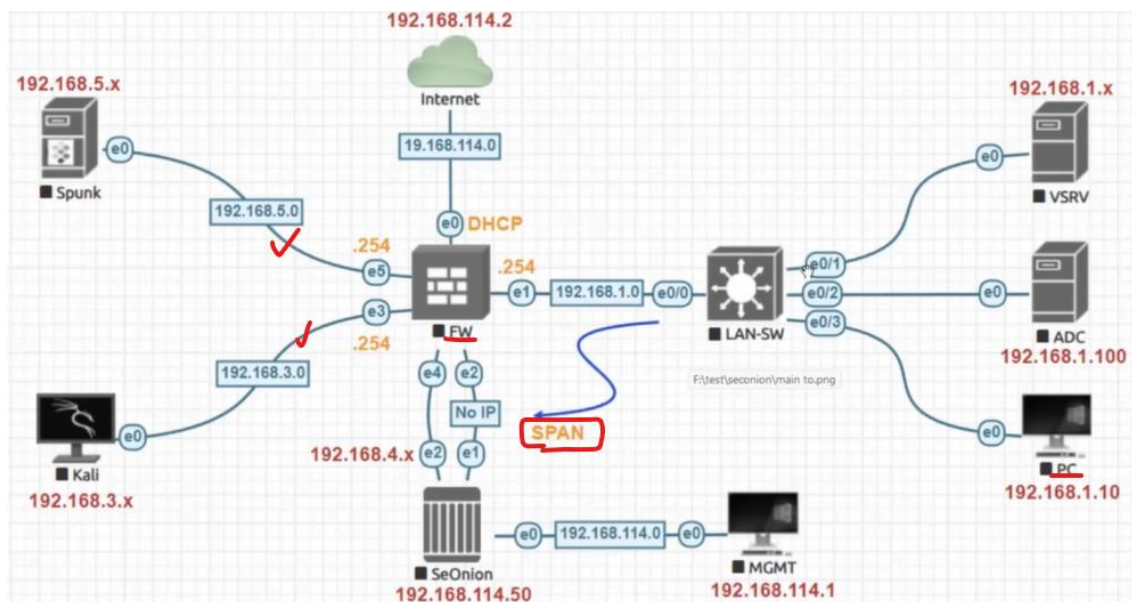 192.168.114.2
Internet
192.168.5.x
e0
Spunk
19.168.114.0
192.168.1.x
e0
VSRV
192.168.5.0
e0 DHCP
.254
e5
.254
e1
192.168.1.0
e0/0
LAN-SW
e0/1
e0/2
e0/3
e0
ADC
192.168.1.100
e3
FW
.254
192.168.3.0
F:\test\seconion\main to.png
e4
e2
No IP
SPAN
e0
Kali
192.168.3.x
192.168.4.x
e2
e1
e0
PC
192.168.1.10
SeOnion
192.168.114.50
e0
192.168.114.0
e0
MGMT
192.168.114.1